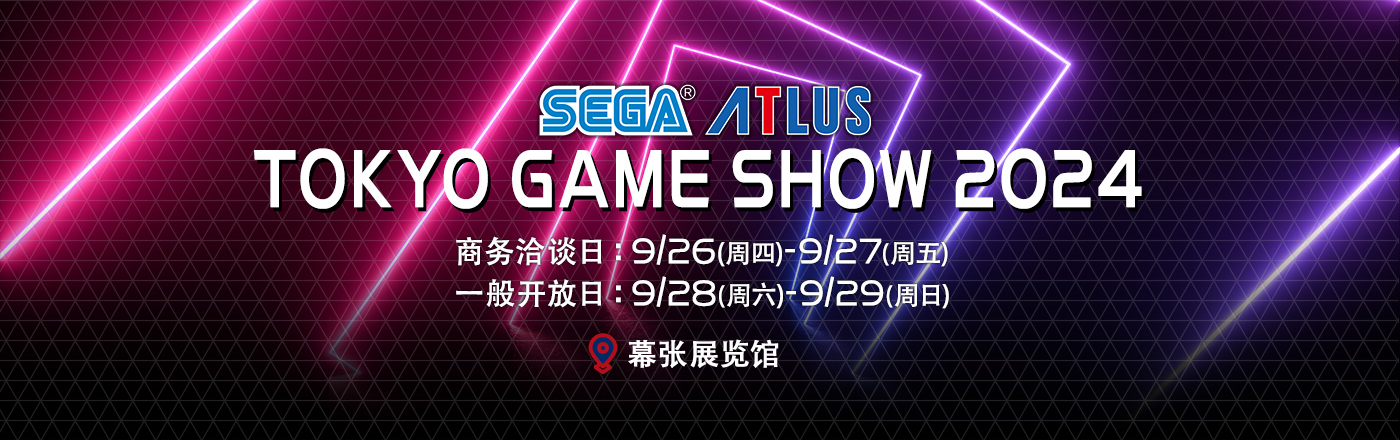 SEGA® ATLUS
TOKYO GAME SHOW 2024
商务洽谈日：9/26(周四)-9/27(周五)
一般开放日：9/28(周六)-9/29(周日)
幕张展览馆